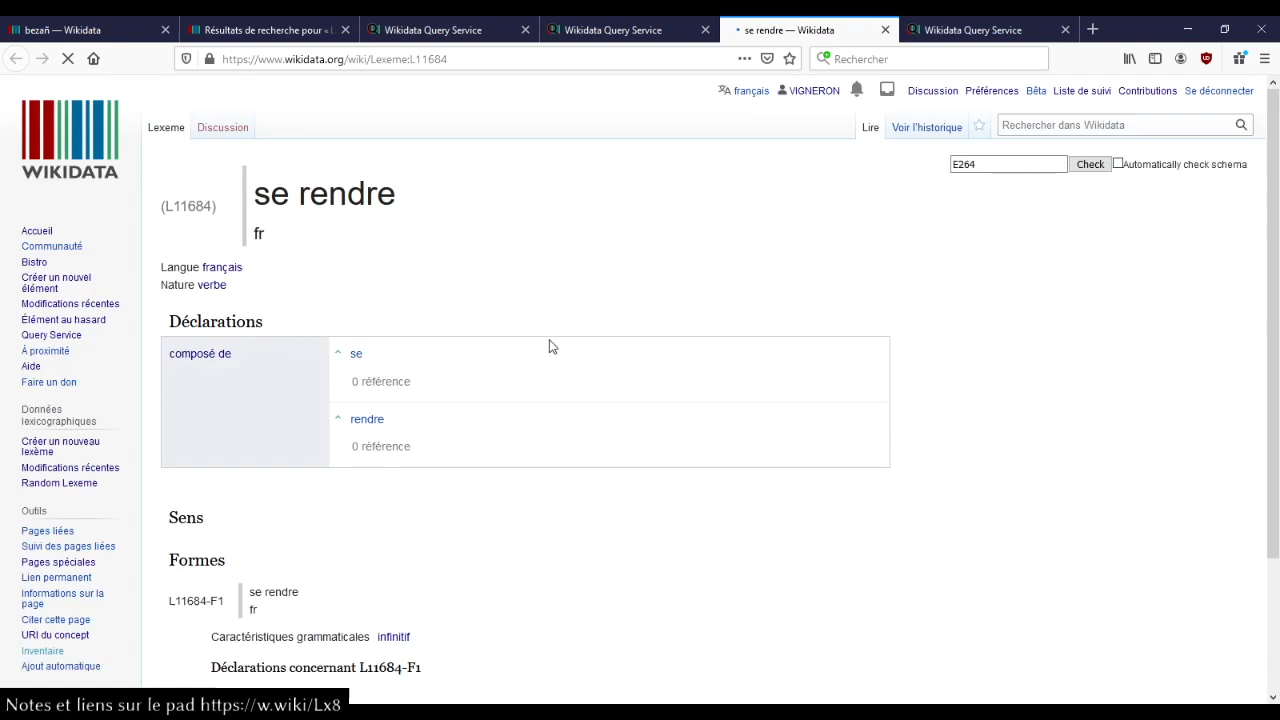 bezañ — Wikidata
Résultats de recherche pour « L
Wikidata Query Service
Wikidata Query Service
se rendre — Wikidata
Wikidata Query Service
https://www.wikidata.org/wiki/Lexeme:L11684
Rechercher
français
VIGNERON
Discussion
Préférences
Bêta
Liste de suivi
Contributions
Se déconnecter
WIKIDATA
Lexeme
Discussion
Lire
Voir l'historique
Rechercher dans Wikidata
E264
Check
Automatically check schema
(L11684)
se rendre
fr
Langue français
Nature verbe
Déclarations
composé de
se
0 référence
rendre
0 référence
Sens
Formes
L11684-F1
se rendre
fr
Caractéristiques grammaticales infinitif
Déclarations concernant L11684-F1
Accueil
Communauté
Bistro
Créer un nouvel
élément
Modifications récentes
Élément au hasard
Query Service
À proximité
Aide
Faire un don
Données
lexicographiques
Créer un nouveau
lexème
Modifications récentes
Random Lexeme
Outils
Pages liées
Suivi des pages liées
Pages spéciales
Lien permanent
Informations sur la
page
Citer cette page
URI du concept
Inventaire
Ajout automatique
Notes et liens sur le pad https://w.wiki/Lx8